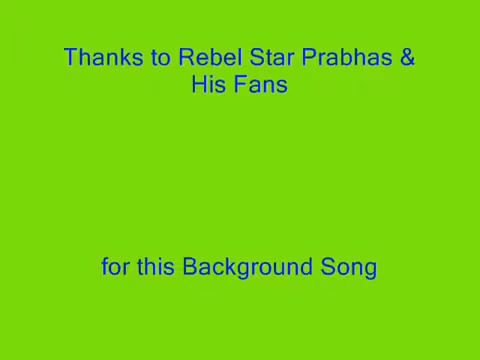 Thanks to Rebel Star Prabhas &
His Fans
for this Background Song